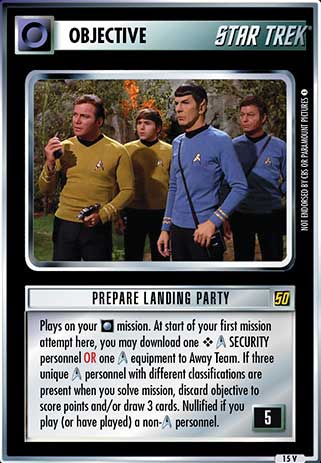 OBJECTIVE STAR TREK
NOT ENDORSED BY CBS OR PARAMOUNT PICTURES
PREPARE LANDING PARTY 50
Plays on your mission. At start of your first mission
attempt here, you may download one ❖ SECURITY
personnel OR one equipment to Away Team. If three
unique personnel with different classifications are
present when you solve mission, discard objective to
score points and/or draw 3 cards. Nullified if you
play (or have played) a non- personnel.
5
15 V